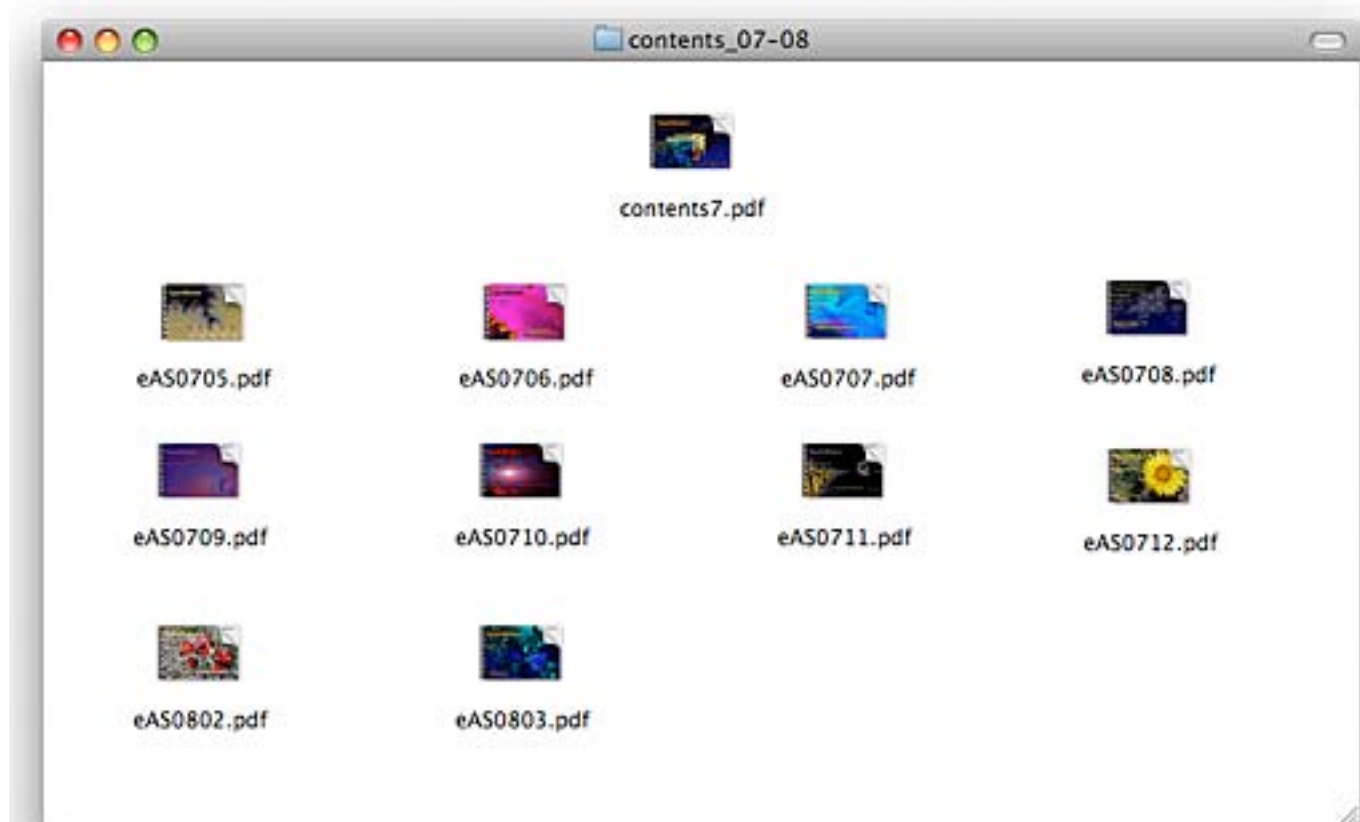 contents_07-08
contents7.pdf
eAS0705.pdf eAS0706.pdf eAS0707.pdf eAS0708.pdf
eAS0709.pdf eAS0710.pdf eAS0711.pdf eAS0712.pdf
eAS0802.pdf eAS0803.pdf